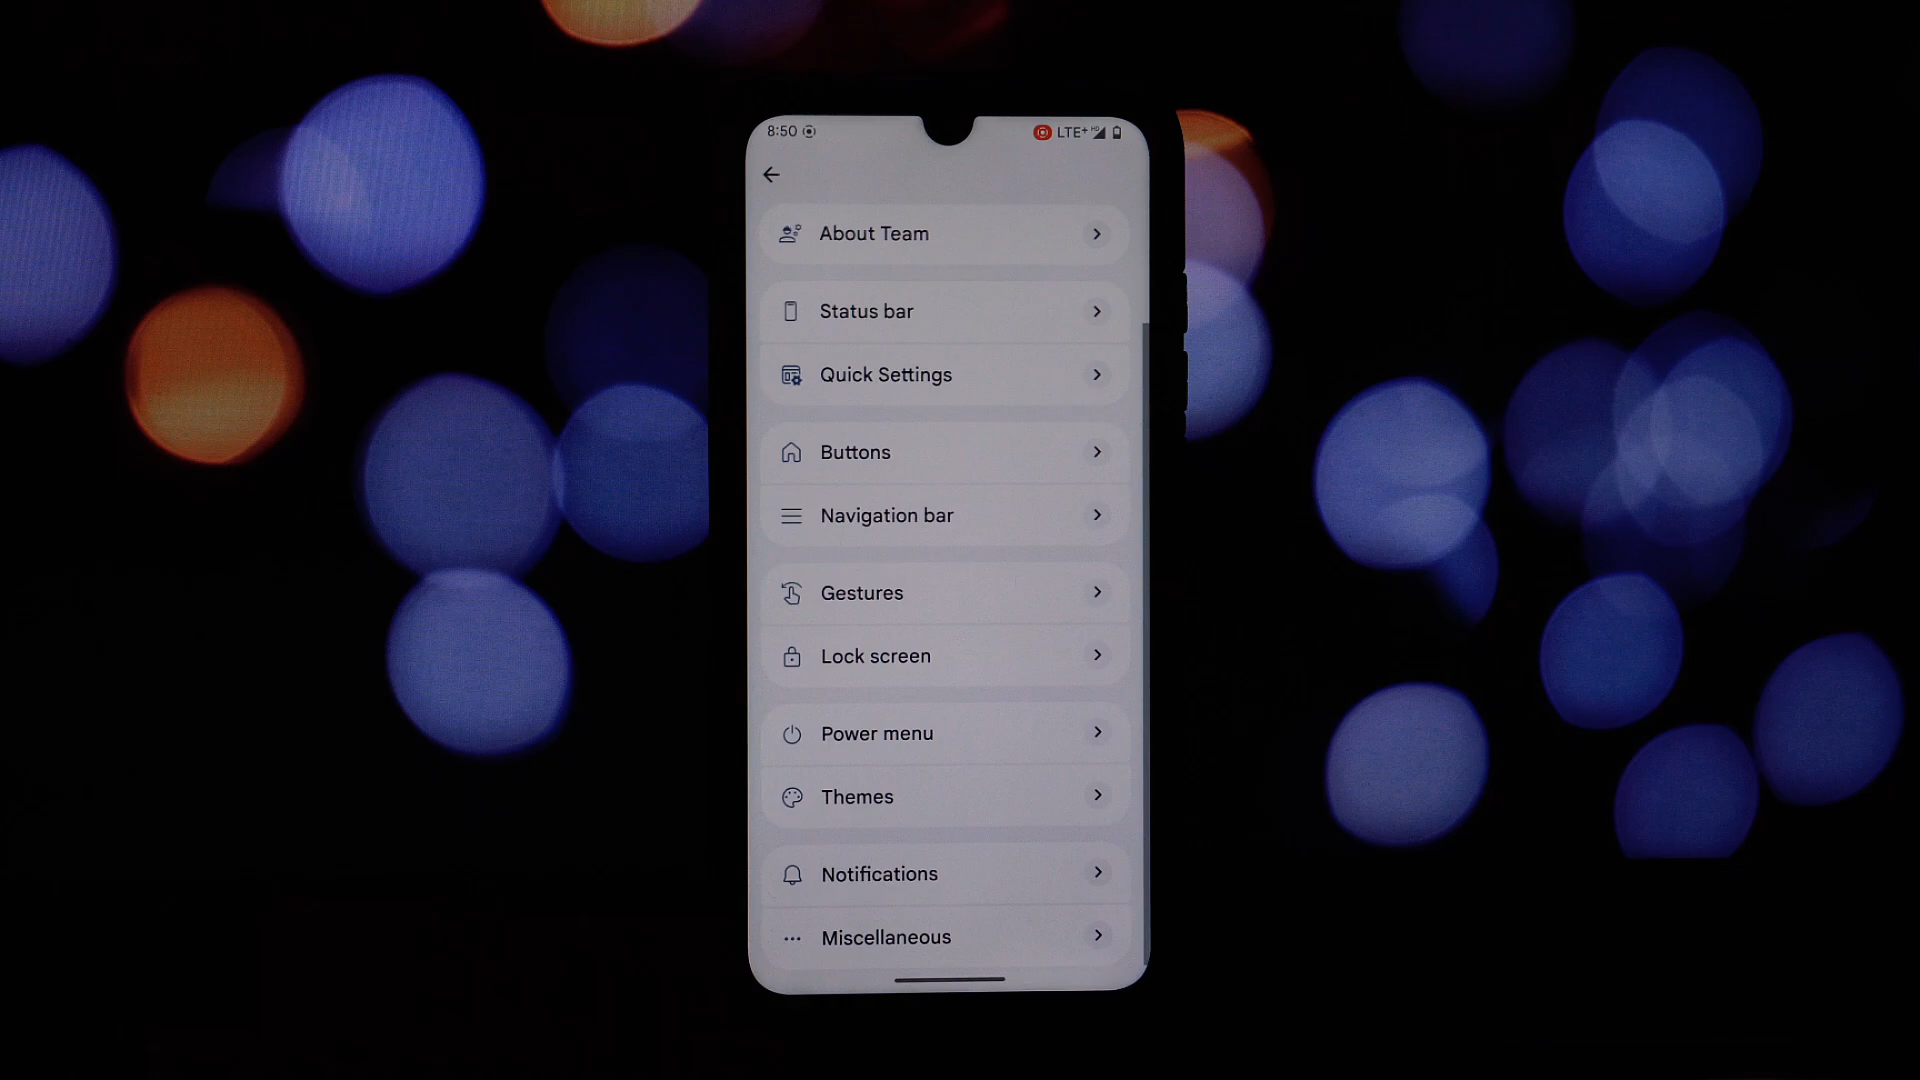 8:50 LTE+ HD
About Team
Status bar
Quick Settings
Buttons
Navigation bar
Gestures
Lock screen
Power menu
Themes
Notifications
Miscellaneous